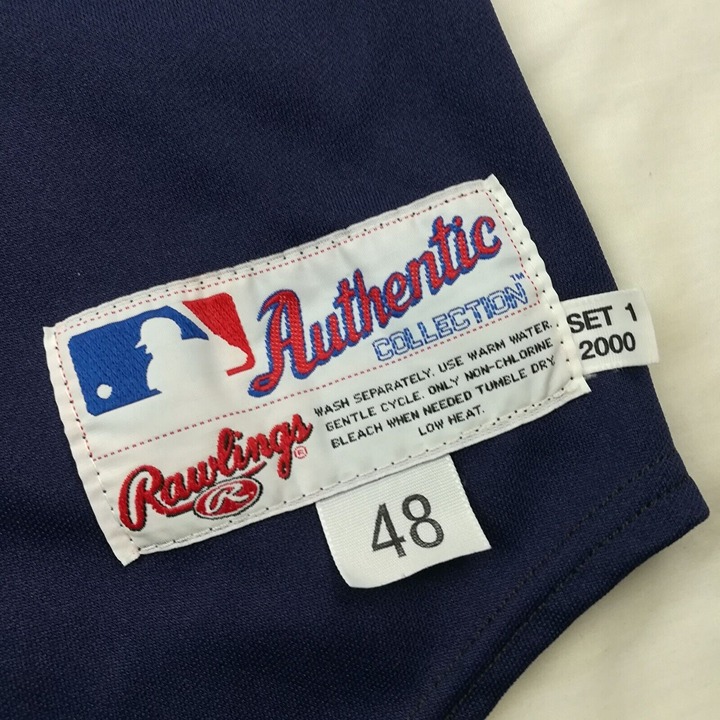 Authentic
COLLECTION™
Rawlings®
R
WASH SEPARATELY. USE WARM WATER.
GENTLE CYCLE. ONLY NON-CHLORINE
BLEACH WHEN NEEDED TUMBLE DRY
LOW HEAT.
48
SET 1
2000